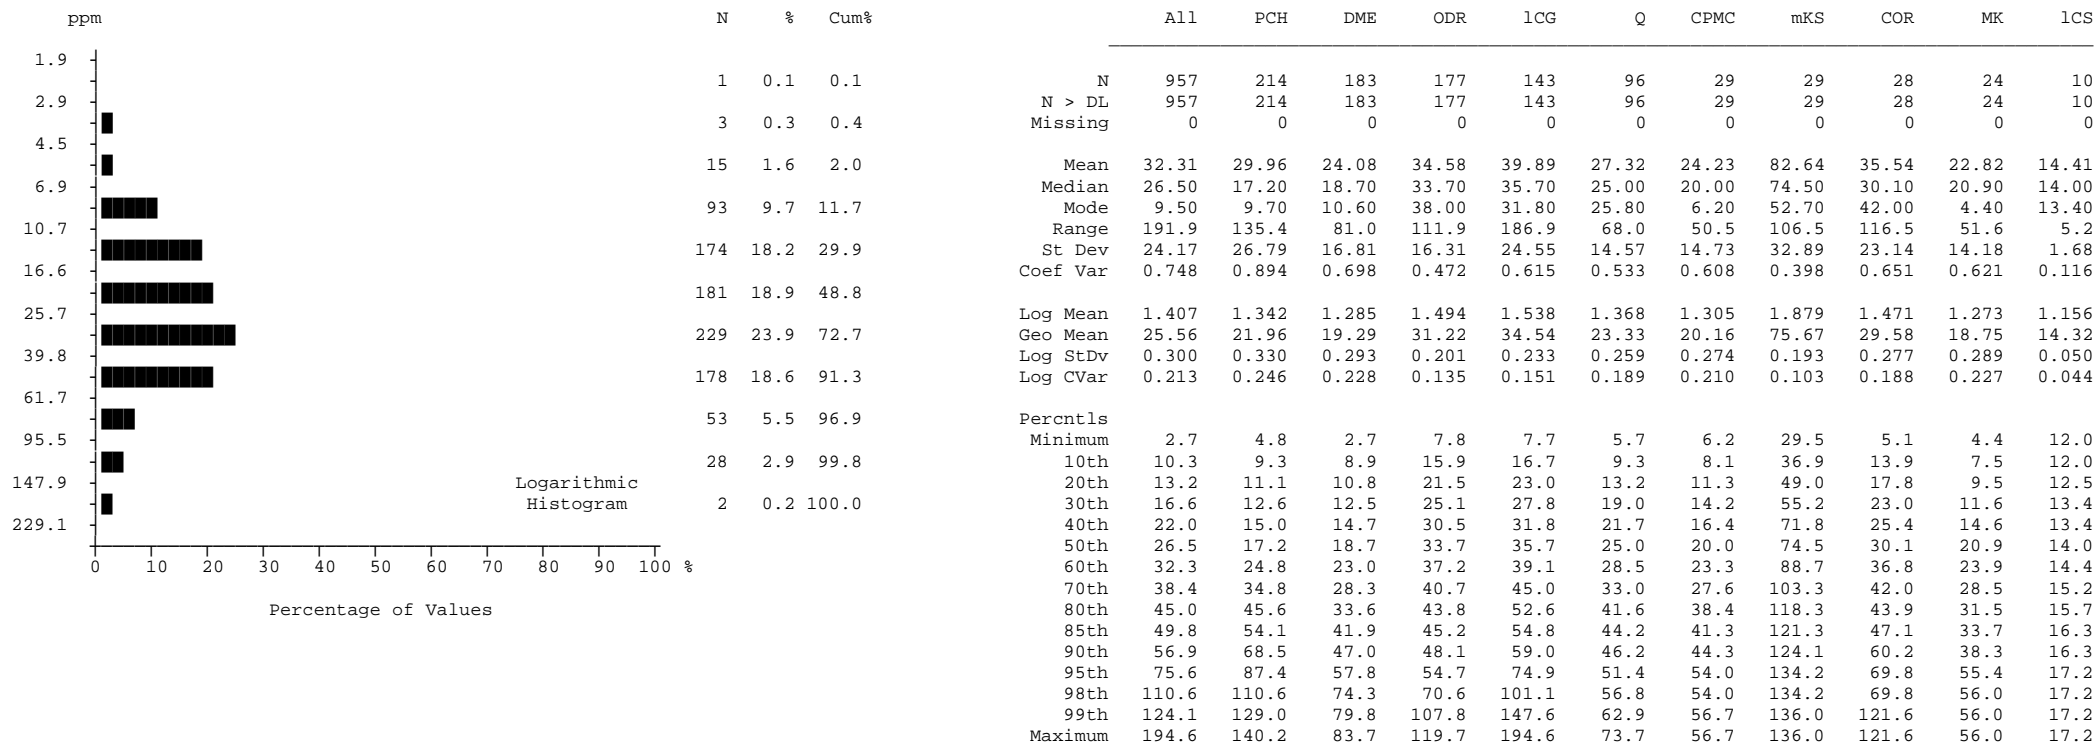 ppm N % Cum% All PCH DME ODR lCG Q CPMC mKS COR MK lCS
1.9
1 0.1 0.1 N 957 214 183 177 143 96 29 29 28 24 10
2.9 N > DL 957 214 183 177 143 96 29 29 28 24 10
3 0.3 0.4 Missing 0 0 0 0 0 0 0 0 0 0 0
4.5
15 1.6 2.0 Mean 32.31 29.96 24.08 34.58 39.89 27.32 24.23 82.64 35.54 22.82 14.41
6.9 Median 26.50 17.20 18.70 33.70 35.70 25.00 20.00 74.50 30.10 20.90 14.00
93 9.7 11.7 Mode 9.50 9.70 10.60 38.00 31.80 25.80 6.20 52.70 42.00 4.40 13.40
10.7 Range 191.9 135.4 81.0 111.9 186.9 68.0 50.5 106.5 116.5 51.6 5.2
174 18.2 29.9 St Dev 24.17 26.79 16.81 16.31 24.55 14.57 14.73 32.89 23.14 14.18 1.68
16.6 Coef Var 0.748 0.894 0.698 0.472 0.615 0.533 0.608 0.398 0.651 0.621 0.116
181 18.9 48.8
25.7 Log Mean 1.407 1.342 1.285 1.494 1.538 1.368 1.305 1.879 1.471 1.273 1.156
229 23.9 72.7 Geo Mean 25.56 21.96 19.29 31.22 34.54 23.33 20.16 75.67 29.58 18.75 14.32
39.8 Log StDv 0.300 0.330 0.293 0.201 0.233 0.259 0.274 0.193 0.277 0.289 0.050
178 18.6 91.3 Log CVar 0.213 0.246 0.228 0.135 0.151 0.189 0.210 0.103 0.188 0.227 0.044
61.7
53 5.5 96.9 Percntls
95.5 Minimum 2.7 4.8 2.7 7.8 7.7 5.7 6.2 29.5 5.1 4.4 12.0
28 2.9 99.8 10th 10.3 9.3 8.9 15.9 16.7 9.3 8.1 36.9 13.9 7.5 12.0
147.9 Logarithmic 20th 13.2 11.1 10.8 21.5 23.0 13.2 11.3 49.0 17.8 9.5 12.5
Histogram 2 0.2 100.0 30th 16.6 12.6 12.5 25.1 27.8 19.0 14.2 55.2 23.0 11.6 13.4
229.1 40th 22.0 15.0 14.7 30.5 31.8 21.7 16.4 71.8 25.4 14.6 13.4
50th 26.5 17.2 18.7 33.7 35.7 25.0 20.0 74.5 30.1 20.9 14.0
0 10 20 30 40 50 60 70 80 90 100 % 60th 32.3 24.8 23.0 37.2 39.1 28.5 23.3 88.7 36.8 23.9 14.4
70th 38.4 34.8 28.3 40.7 45.0 33.0 27.6 103.3 42.0 28.5 15.2
Percentage of Values 80th 45.0 45.6 33.6 43.8 52.6 41.6 38.4 118.3 43.9 31.5 15.7
85th 49.8 54.1 41.9 45.2 54.8 44.2 41.3 121.3 47.1 33.7 16.3
90th 56.9 68.5 47.0 48.1 59.0 46.2 44.3 124.1 60.2 38.3 16.3
95th 75.6 87.4 57.8 54.7 74.9 51.4 54.0 134.2 69.8 55.4 17.2
98th 110.6 110.6 74.3 70.6 101.1 56.8 54.0 134.2 69.8 56.0 17.2
99th 124.1 129.0 79.8 107.8 147.6 62.9 56.7 136.0 121.6 56.0 17.2
Maximum 194.6 140.2 83.7 119.7 194.6 73.7 56.7 136.0 121.6 56.0 17.2